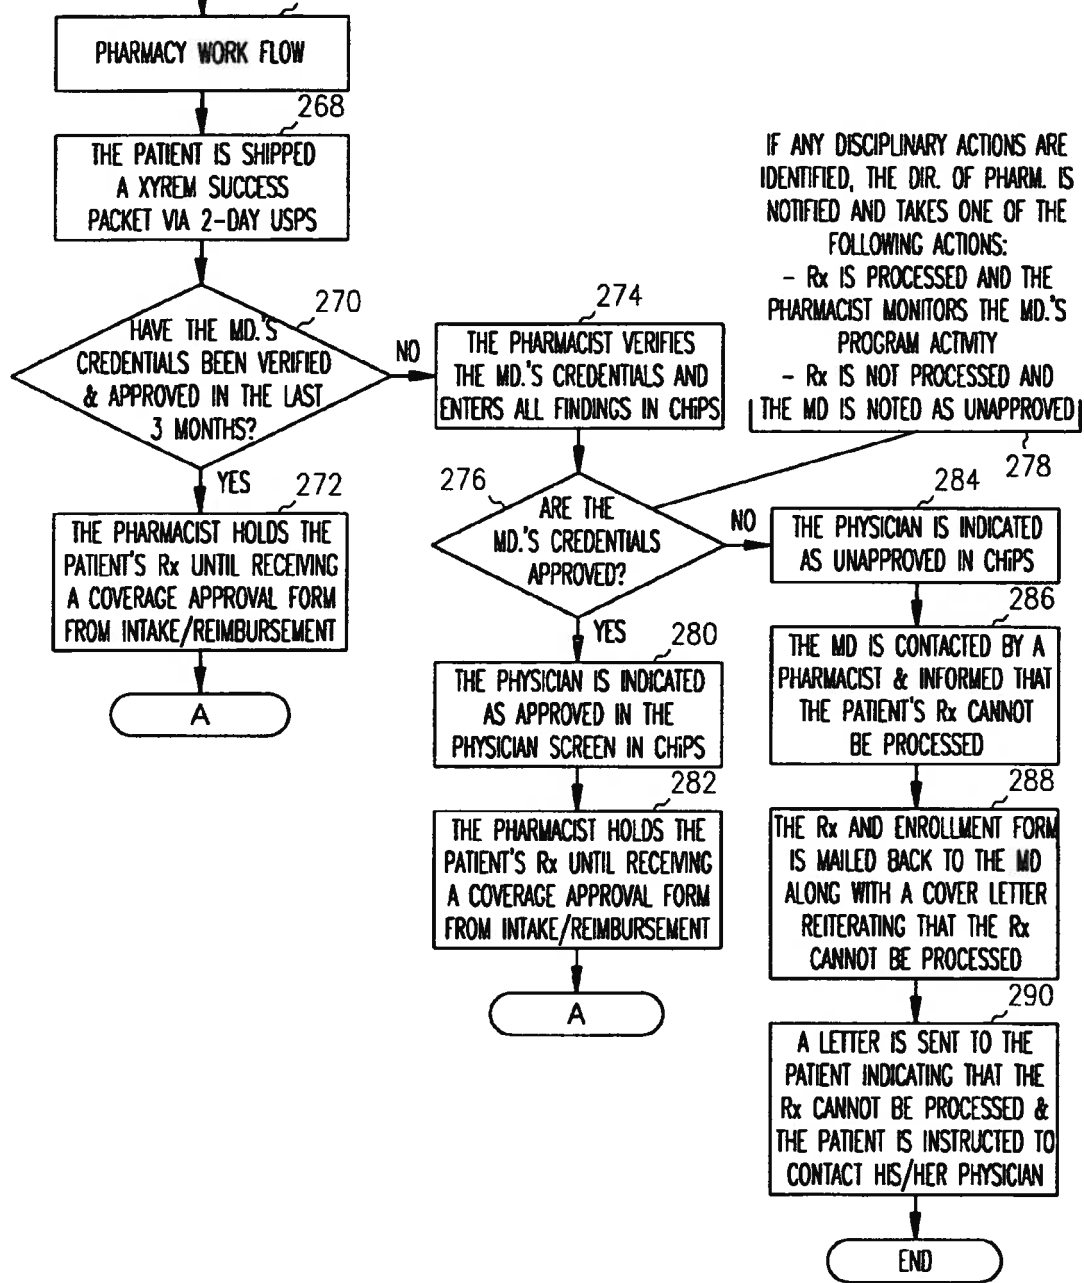 PHARMACY WORK FLOW
268
THE PATIENT IS SHIPPED
A XYREM SUCCESS
PACKET VIA 2-DAY USPS
270
HAVE THE MD.'S
CREDENTIALS BEEN VERIFIED
& APPROVED IN THE LAST
3 MONTHS?
NO
YES
272
THE PHARMACIST HOLDS THE
PATIENT'S Rx UNTIL RECEIVING
A COVERAGE APPROVAL FORM
FROM INTAKE/REIMBURSEMENT
A
274
THE PHARMACIST VERIFIES
THE MD.'S CREDENTIALS AND
ENTERS ALL FINDINGS IN CHiPS
IF ANY DISCIPLINARY ACTIONS ARE
IDENTIFIED, THE DIR. OF PHARM. IS
NOTIFIED AND TAKES ONE OF THE
FOLLOWING ACTIONS:
- Rx IS PROCESSED AND THE
PHARMACIST MONITORS THE MD.'S
PROGRAM ACTIVITY
- Rx IS NOT PROCESSED AND
THE MD IS NOTED AS UNAPPROVED
278
276
ARE THE
MD.'S CREDENTIALS
APPROVED?
NO
YES
280
THE PHYSICIAN IS INDICATED
AS APPROVED IN THE
PHYSICIAN SCREEN IN CHiPS
282
THE PHARMACIST HOLDS THE
PATIENT'S Rx UNTIL RECEIVING
A COVERAGE APPROVAL FORM
FROM INTAKE/REIMBURSEMENT
A
284
THE PHYSICIAN IS INDICATED
AS UNAPPROVED IN CHiPS
286
THE MD IS CONTACTED BY A
PHARMACIST & INFORMED THAT
THE PATIENT'S Rx CANNOT
BE PROCESSED
288
THE Rx AND ENROLLMENT FORM
IS MAILED BACK TO THE MD
ALONG WITH A COVER LETTER
REITERATING THAT THE Rx
CANNOT BE PROCESSED
290
A LETTER IS SENT TO THE
PATIENT INDICATING THAT THE
Rx CANNOT BE PROCESSED &
THE PATIENT IS INSTRUCTED TO
CONTACT HIS/HER PHYSICIAN
END